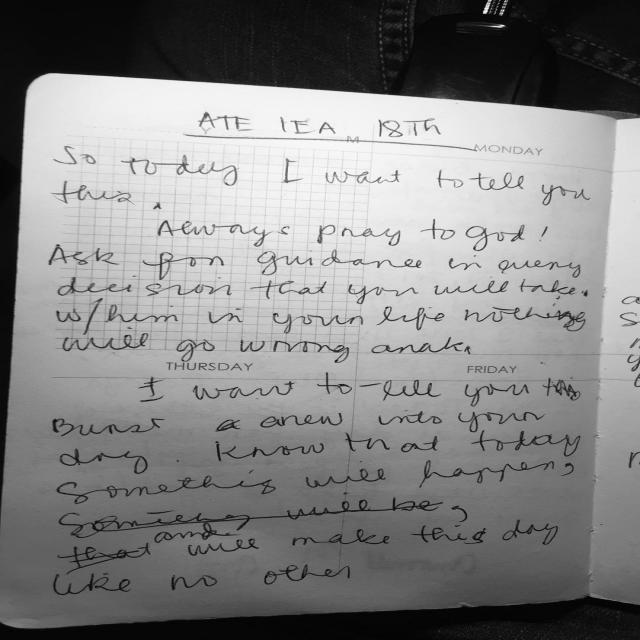 ATE IEA 18TH
MONDAY
So today I want to tell you
this.
Always pray to god!
Ask for guidance in every
decision that you will take.
w/him in your life nothing
will go wrong anak.
THURSDAY
FRIDAY
I want to tell you this
Burst a anew into your
day. Know that today
Something will happen,
will be,
that and will make this day
like no other